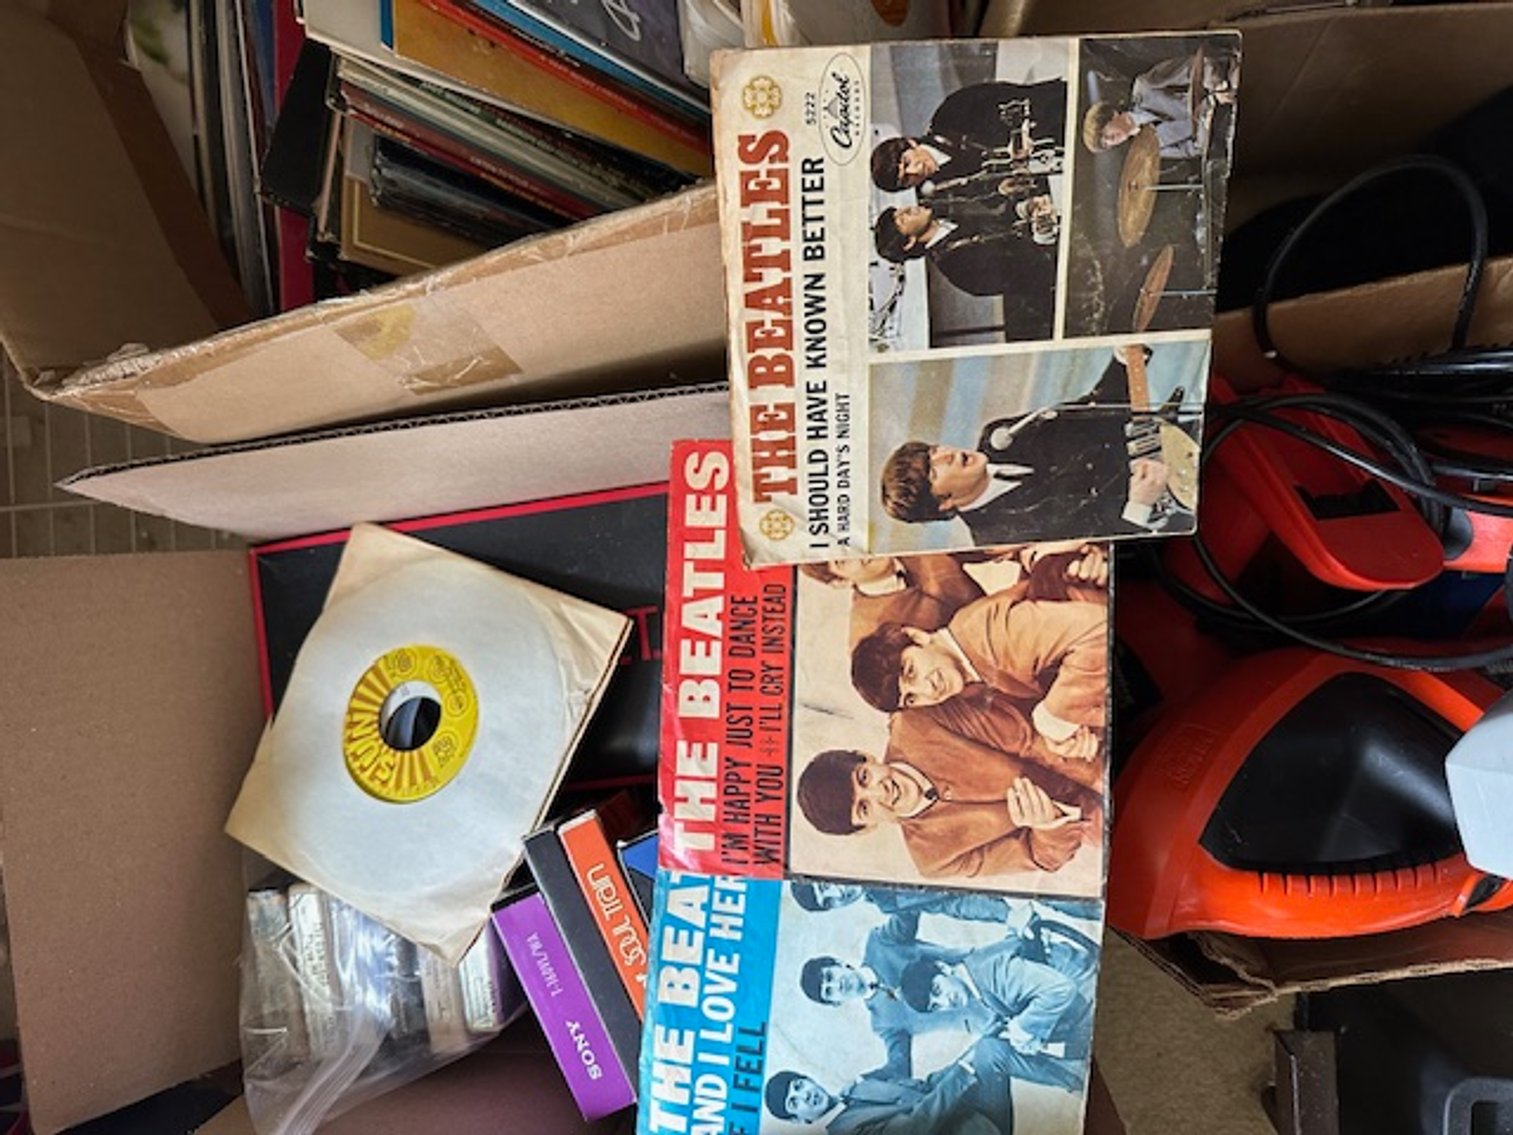 THE BEATLES
I SHOULD HAVE KNOWN BETTER
A HARD DAY'S NIGHT
5222
Capitol
RECORDS
THE BEATLES
I'M HAPPY JUST TO DANCE
WITH YOU I'LL CRY INSTEAD
THE BEAT
AND I LOVE HER
IF I FELL
SUN
SONY